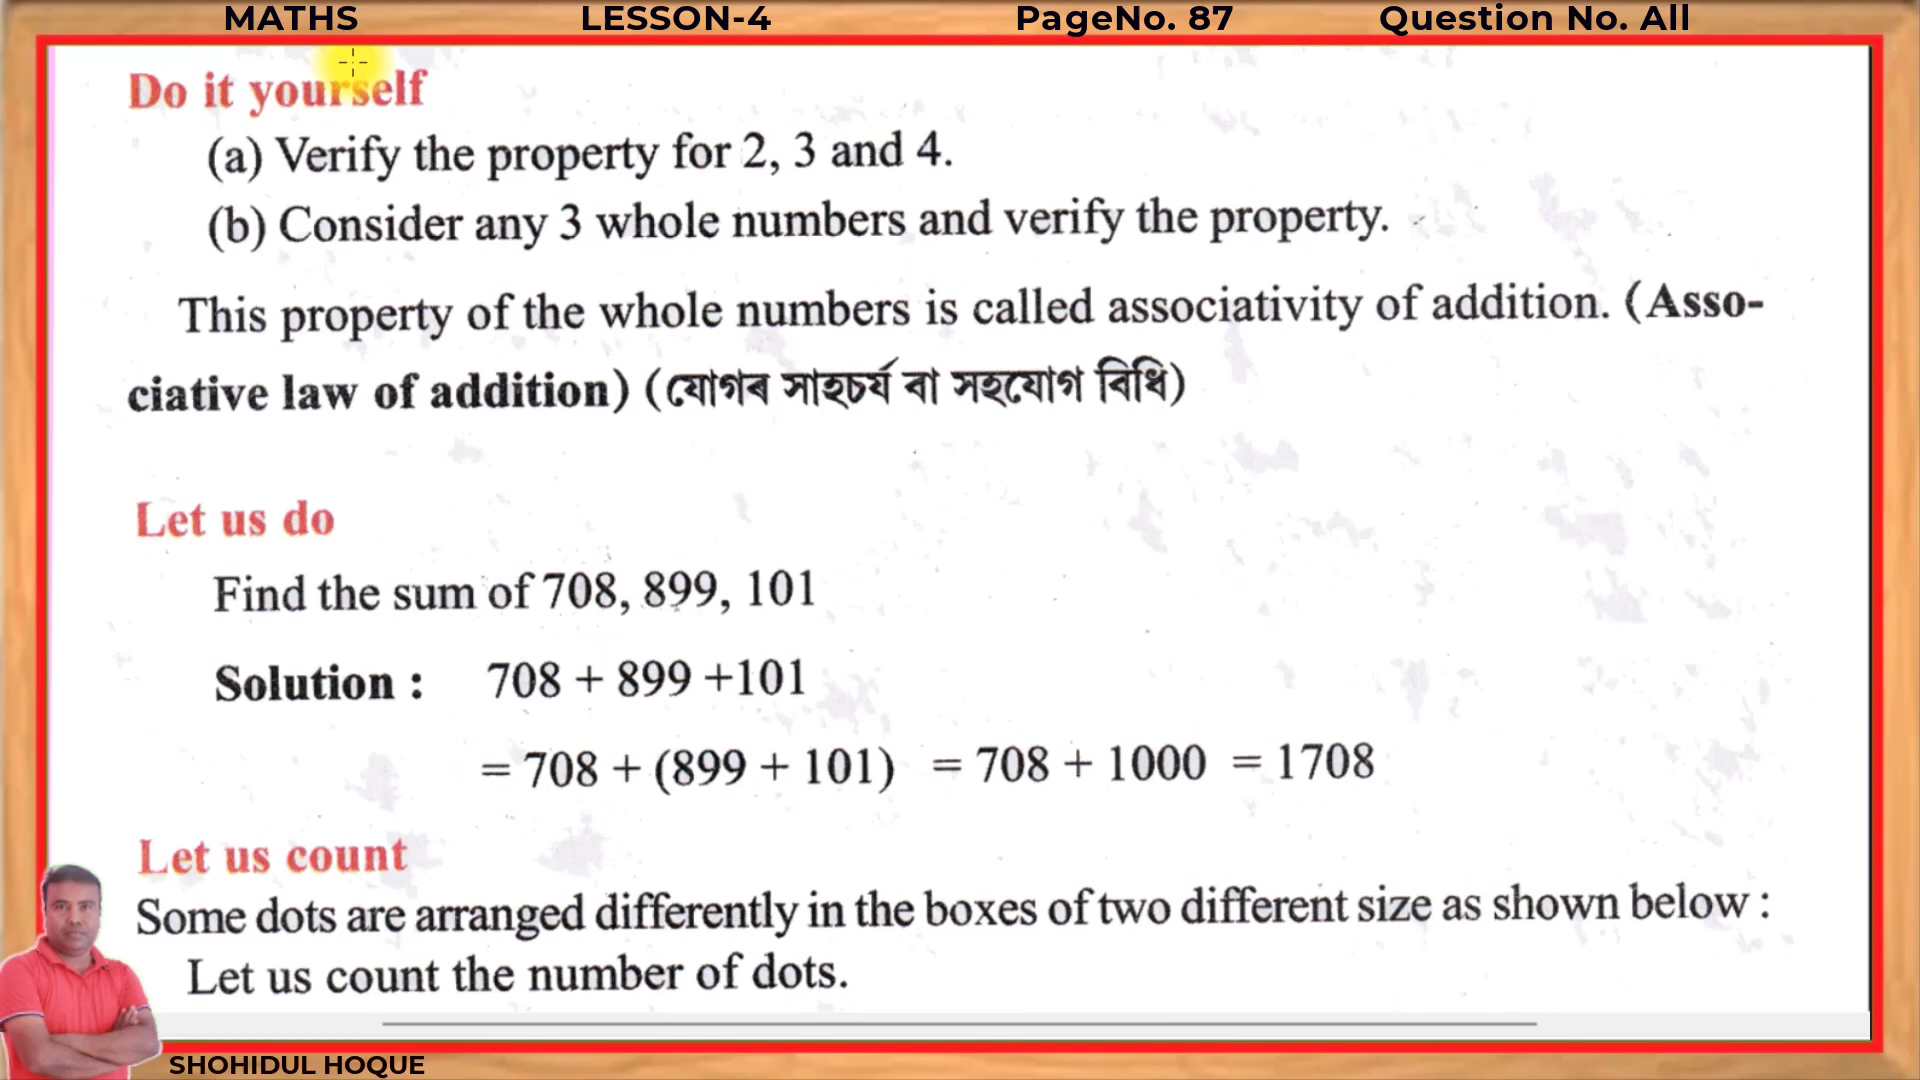 MATHS LESSON-4 PageNo. 87 Question No. All
Do it yourself
(a) Verify the property for 2, 3 and 4.
(b) Consider any 3 whole numbers and verify the property.
This property of the whole numbers is called associativity of addition. (Asso-
ciative law of addition) (যোগৰ সাহচৰ্য বা সহযোগ বিধি)
Let us do
Find the sum of 708, 899, 101
Solution : 708 + 899 +101
= 708 + (899 + 101) = 708 + 1000 = 1708
Let us count
Some dots are arranged differently in the boxes of two different size as shown below :
Let us count the number of dots.
SHOHIDUL HOQUE